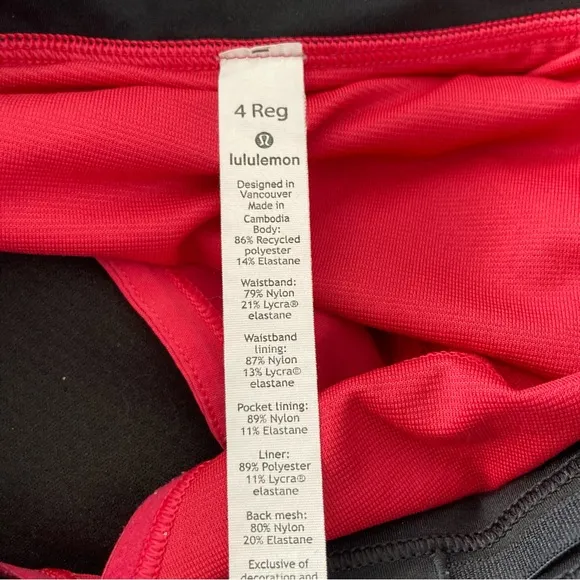 4 Reg
lululemon
Designed in
Vancouver
Made in
Cambodia
Body:
86% Recycled
polyester
14% Elastane
Waistband:
79% Nylon
21% Lycra®
elastane
Waistband
lining:
87% Nylon
13% Lycra®
elastane
Pocket lining:
89% Nylon
11% Elastane
Liner:
89% Polyester
11% Lycra®
elastane
Back mesh:
80% Nylon
20% Elastane
Exclusive of
decoration and